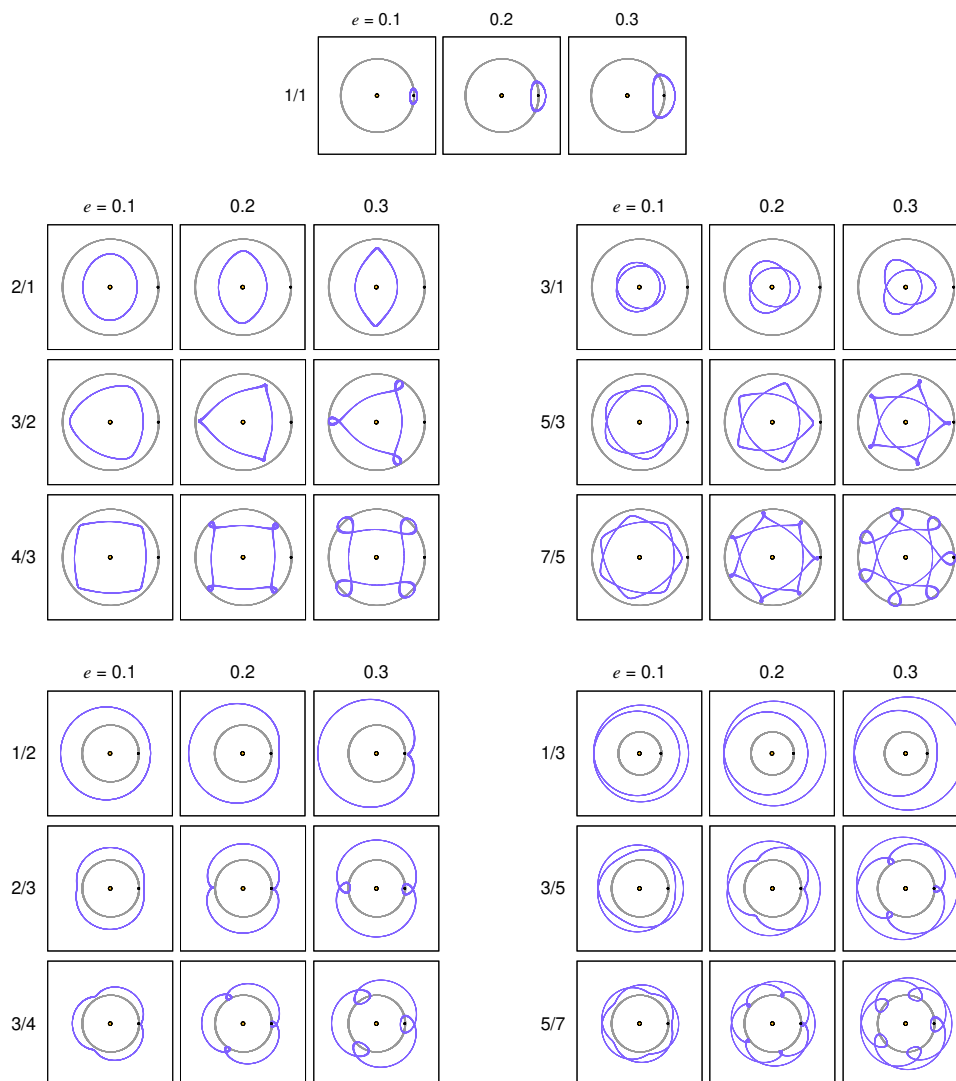 e = 0.1 0.2 0.3
1/1
e = 0.1 0.2 0.3
2/1
3/2
4/3
e = 0.1 0.2 0.3
3/1
5/3
7/5
e = 0.1 0.2 0.3
1/2
2/3
3/4
e = 0.1 0.2 0.3
1/3
3/5
5/7